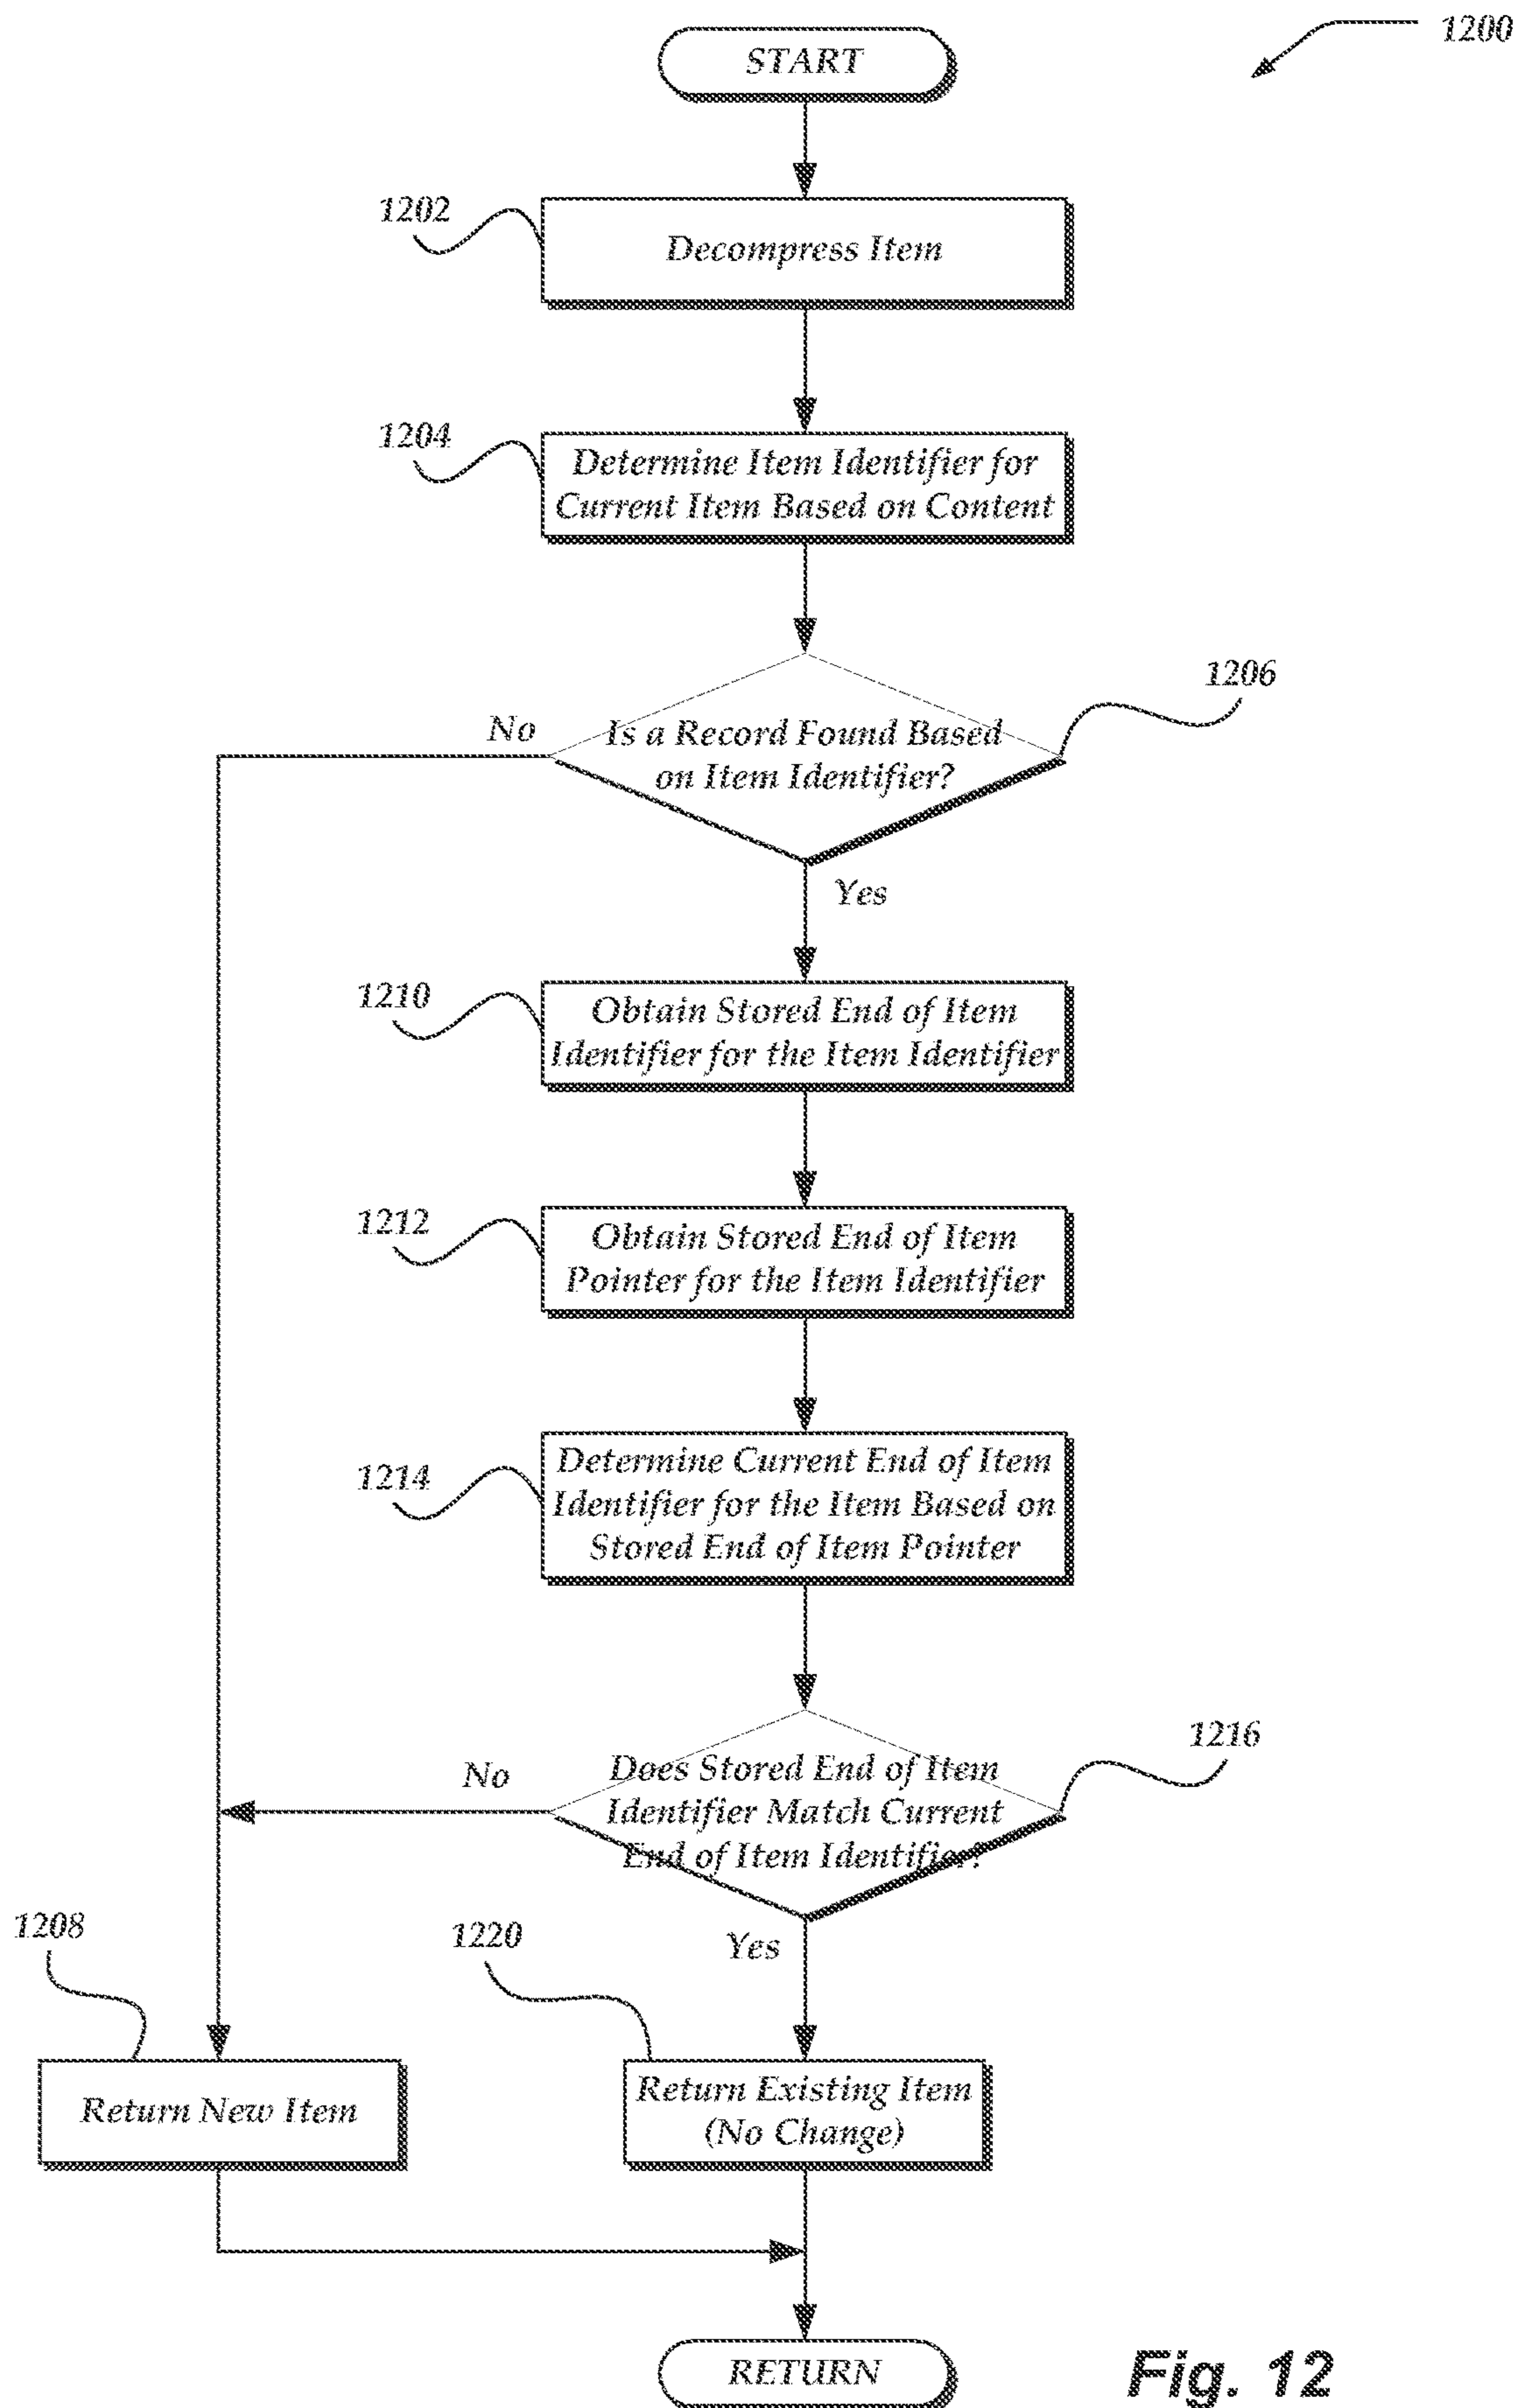 1200
START
1202
Decompress Item
1204
Determine Item Identifier for
Current Item Based on Content
1206
No
Is a Record Found Based
on Item Identifier?
Yes
1210
Obtain Stored End of Item
Identifier for the Item Identifier
1212
Obtain Stored End of Item
Pointer for the Item Identifier
1214
Determine Current End of Item
Identifier for the Item Based on
Stored End of Item Pointer
1216
No
Does Stored End of Item
Identifier Match Current
End of Item Identifier?
Yes
1208
1220
Return New Item
Return Existing Item
(No Change)
RETURN
Fig. 12